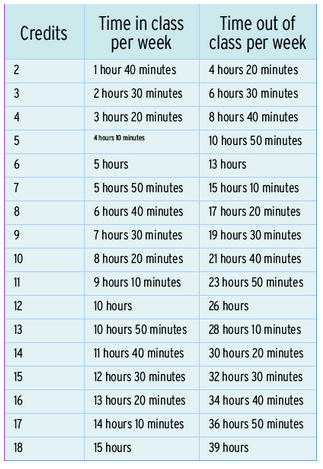 Credits Time in class per week Time out of class per week
2 1 hour 40 minutes 4 hours 20 minutes
3 2 hours 30 minutes 6 hours 30 minutes
4 3 hours 20 minutes 8 hours 40 minutes
5 4 hours 10 minutes 10 hours 50 minutes
6 5 hours 13 hours
7 5 hours 50 minutes 15 hours 10 minutes
8 6 hours 40 minutes 17 hours 20 minutes
9 7 hours 30 minutes 19 hours 30 minutes
10 8 hours 20 minutes 21 hours 40 minutes
11 9 hours 10 minutes 23 hours 50 minutes
12 10 hours 26 hours
13 10 hours 50 minutes 28 hours 10 minutes
14 11 hours 40 minutes 30 hours 20 minutes
15 12 hours 30 minutes 32 hours 30 minutes
16 13 hours 20 minutes 34 hours 40 minutes
17 14 hours 10 minutes 36 hours 50 minutes
18 15 hours 39 hours